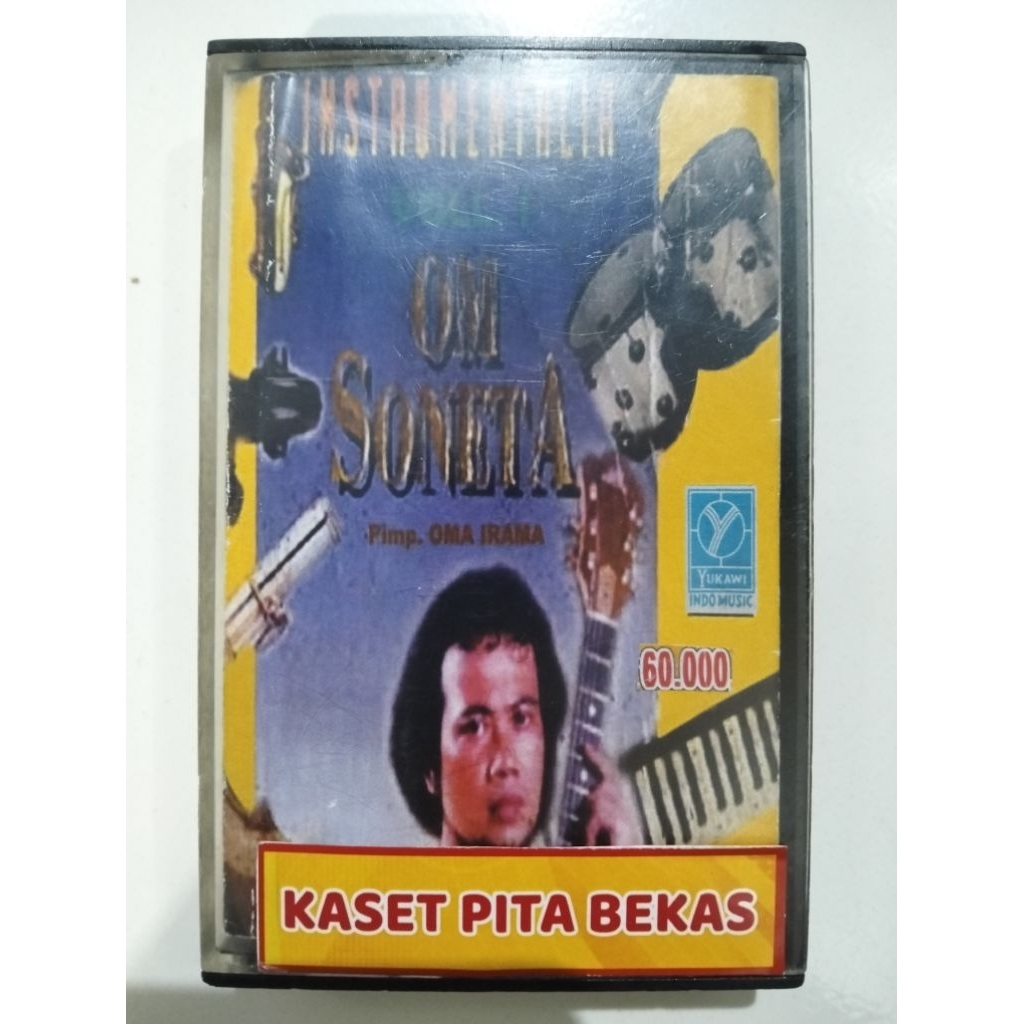 INSTRUMENTALIA
OM
SONETA
Pimp. OMA IRAMA
YUKAWI
INDO MUSIC
60.000
KASET PITA BEKAS